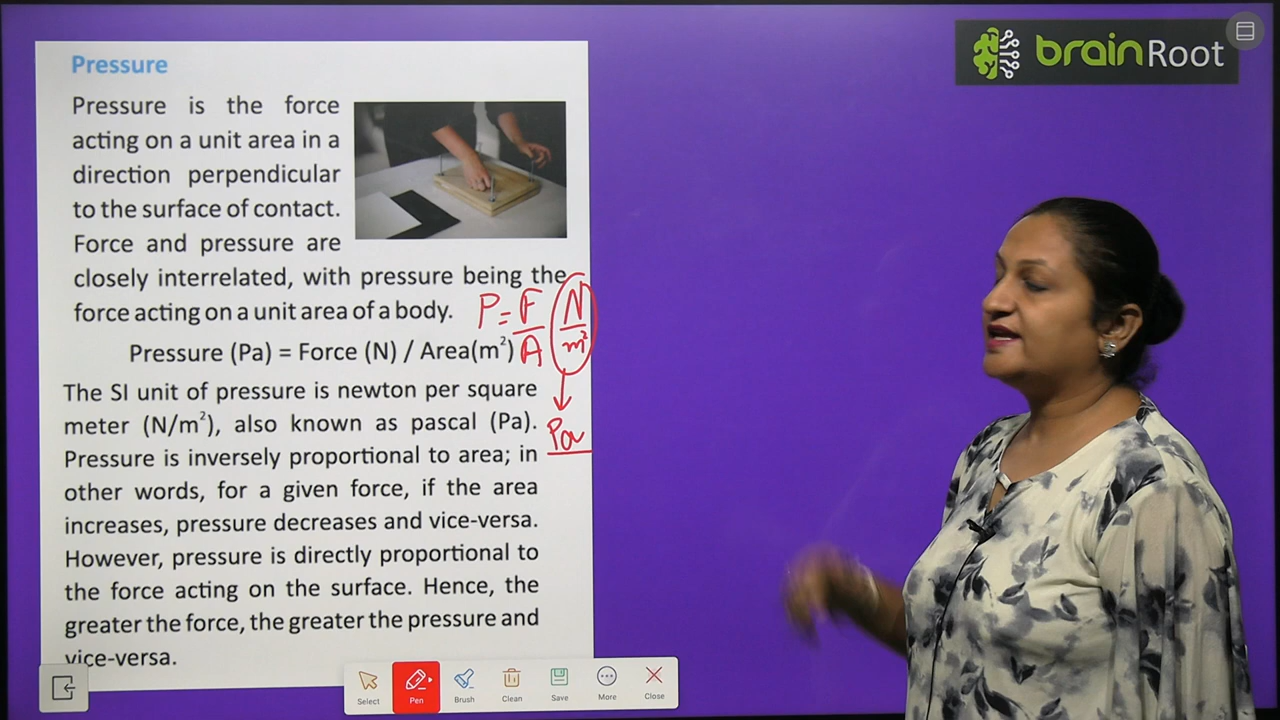 Pressure
Pressure is the force
acting on a unit area in a
direction perpendicular
to the surface of contact.
Force and pressure are
closely interrelated, with pressure being the
force acting on a unit area of a body.
P = F/A N/m²
Pressure (Pa) = Force (N) / Area(m²)
Pa
The SI unit of pressure is newton per square
meter (N/m²), also known as pascal (Pa).
Pressure is inversely proportional to area; in
other words, for a given force, if the area
increases, pressure decreases and vice-versa.
However, pressure is directly proportional to
the force acting on the surface. Hence, the
greater the force, the greater the pressure and
vice-versa.
brainRoot
Select Pen Brush Clean Save More Close